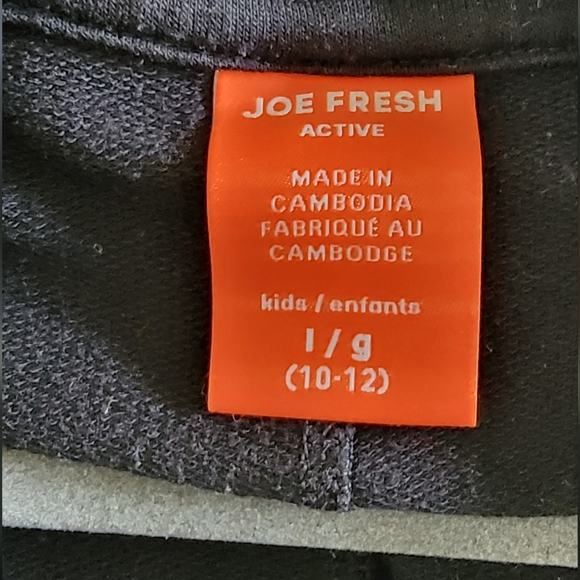 JOE FRESH
ACTIVE
MADE IN
CAMBODIA
FABRIQUÉ AU
CAMBODGE
kids / enfants
l / g
(10-12)